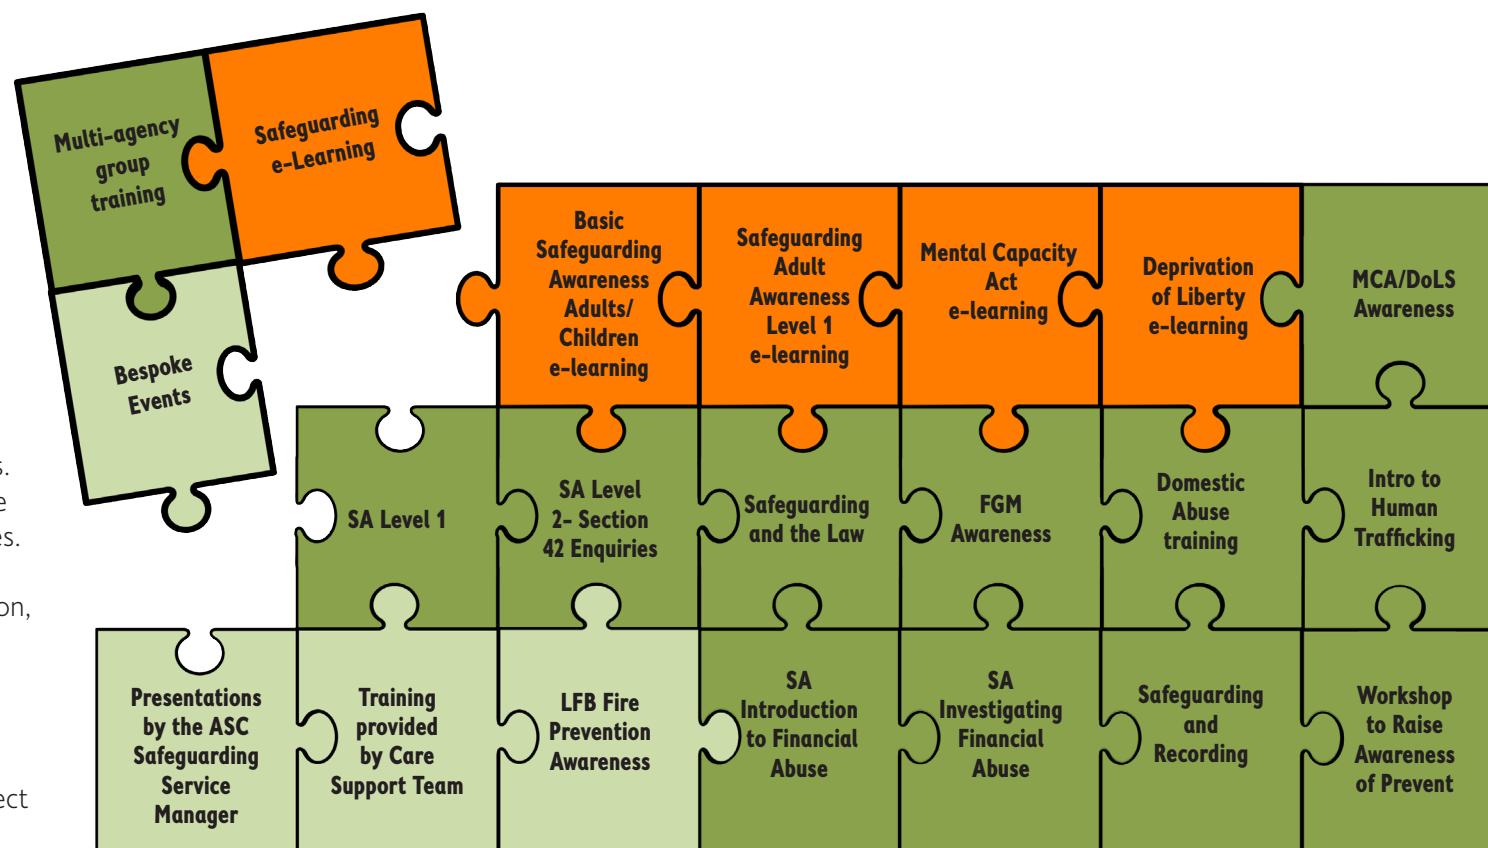 Multi-agency
group
training
Safeguarding
e-Learning
Bespoke
Events
Basic
Safeguarding
Awareness
Adults/
Children
e-learning
Safeguarding
Adult
Awareness
Level 1
e-learning
Mental Capacity
Act
e-learning
Deprivation
of Liberty
e-learning
MCA/DoLS
Awareness
SA Level 1
SA Level
2- Section
42 Enquiries
Safeguarding
and the Law
FGM
Awareness
Domestic
Abuse
training
Intro to
Human
Trafficking
Presentations
by the ASC
Safeguarding
Service
Manager
Training
provided
by Care
Support Team
LFB Fire
Prevention
Awareness
SA
Introduction
to Financial
Abuse
SA
Investigating
Financial
Abuse
Safeguarding
and
Recording
Workshop
to Raise
Awareness
of Prevent